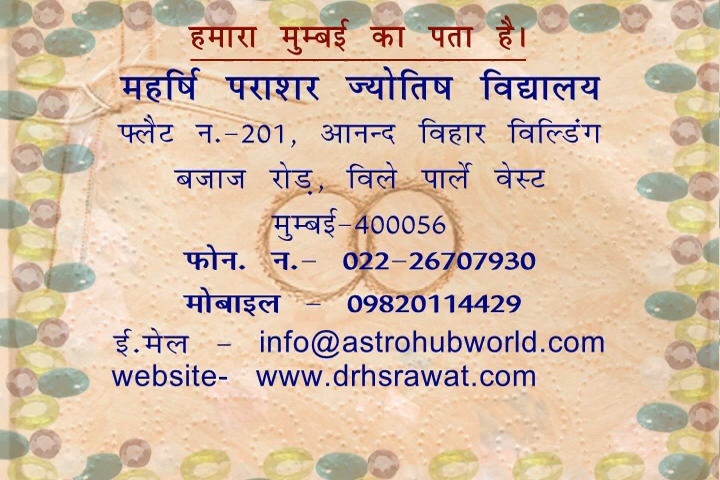 हमारा मुम्बई का पता है।
महर्षि पराशर ज्योतिष विद्यालय
फ्लैट न.-201, आनन्द विहार विल्डिंग
बजाज रोड़, विले पार्ले वेस्ट
मुम्बई-400056
फोन. न.- 022-26707930
मोबाइल - 09820114429
ई.मेल - info@astrohubworld.com
website- www.drhsrawat.com